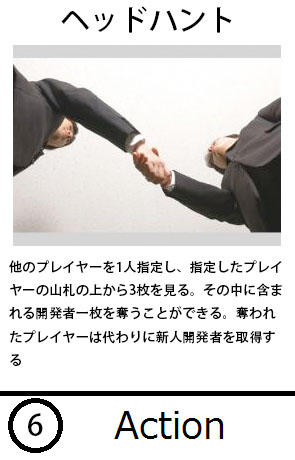 ヘッドハント
他のプレイヤーを1人指定し、指定したプレイ
ヤーの山札の上から3枚を見る。その中に含ま
れる開発者一枚を奪うことができる。奪われ
たプレイヤーは代わりに新人開発者を取得す
る
6 Action